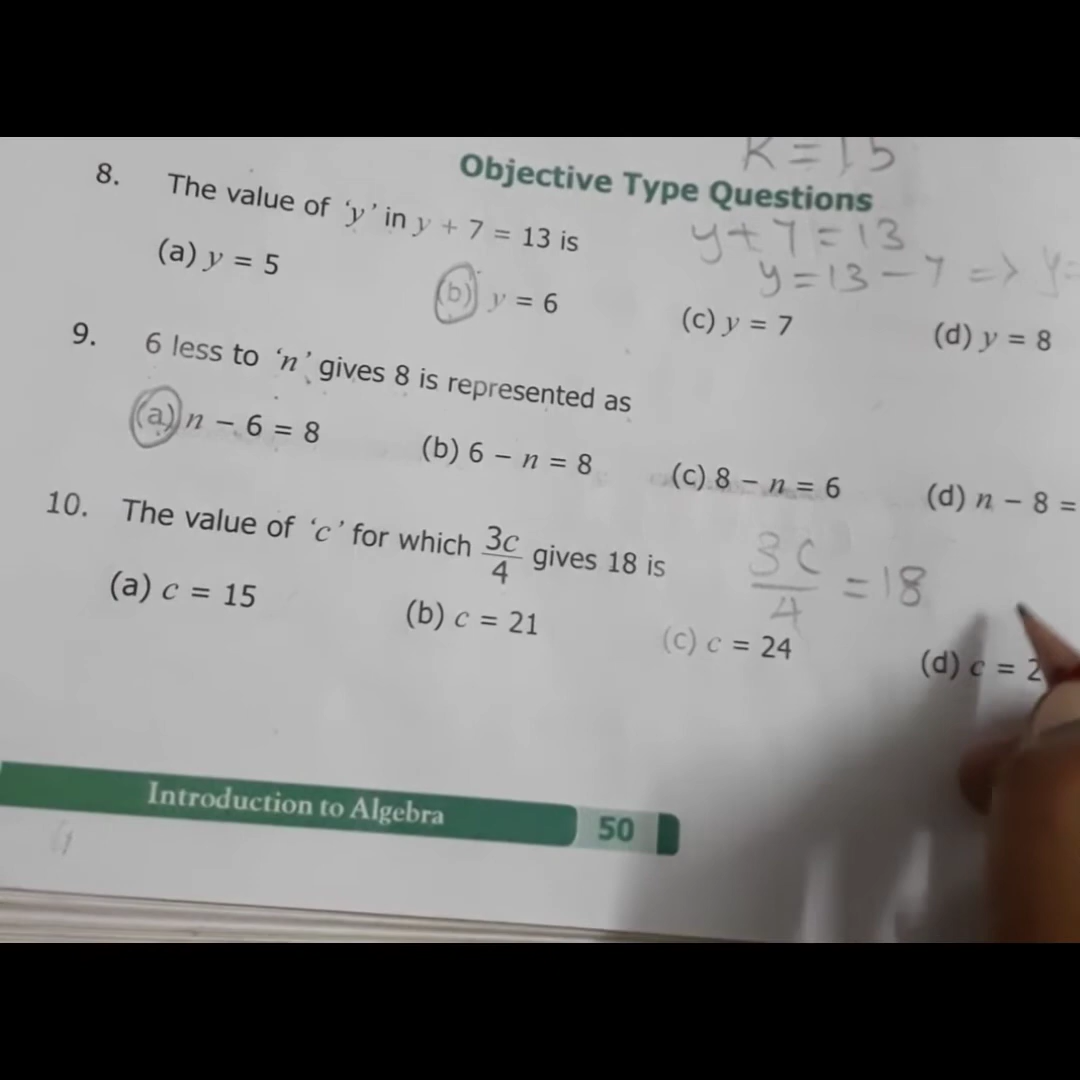 K = 15
Objective Type Questions
8. The value of 'y' in y + 7 = 13 is
y + 7 = 13
y = 13 - 7 => y =
(a) y = 5 (b) y = 6 (c) y = 7 (d) y = 8
9. 6 less to 'n' gives 8 is represented as
(a) n – 6 = 8 (b) 6 – n = 8 (c) 8 – n = 6 (d) n – 8 =
10. The value of 'c' for which 3c/4 gives 18 is
3C/4 = 18
(a) c = 15 (b) c = 21 (c) c = 24 (d) c = 2
Introduction to Algebra 50